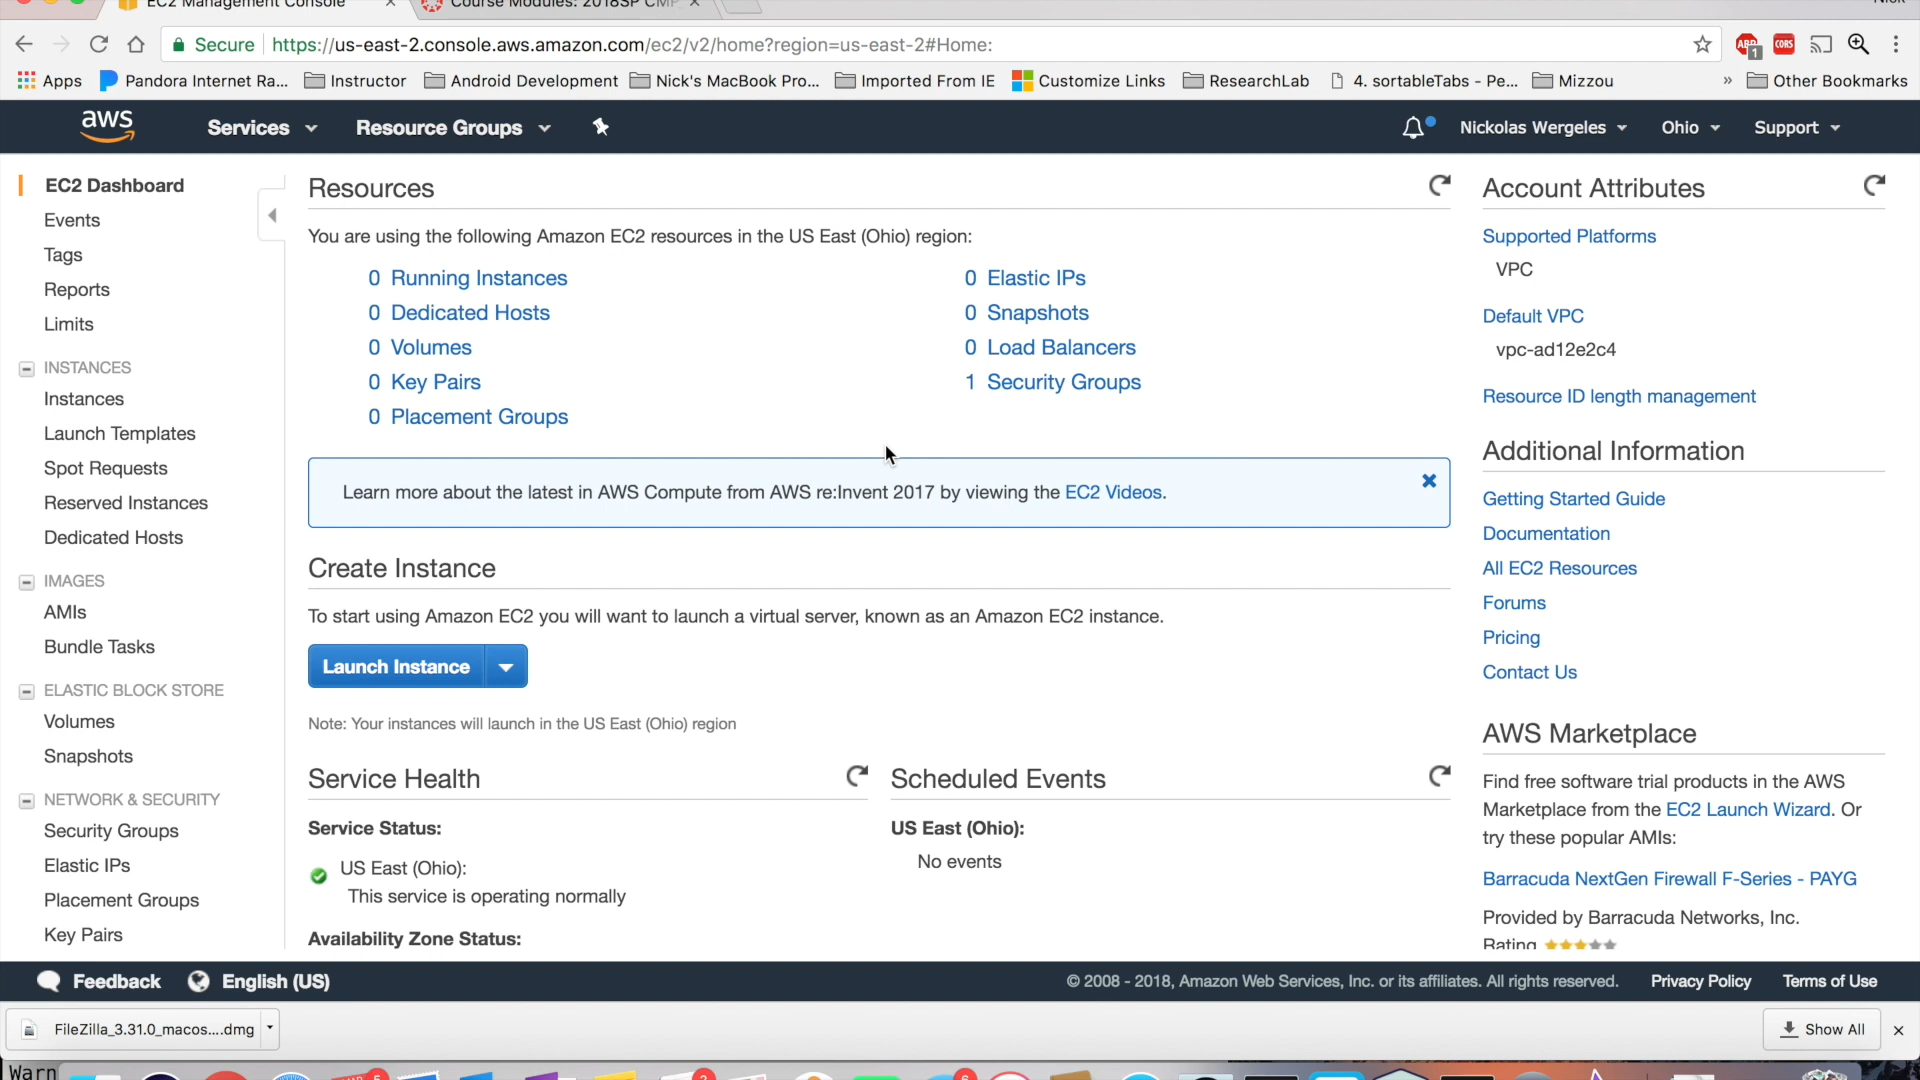 EC2 Management Console
Course Modules: 2018SP CMP
Nick
Secure https://us-east-2.console.aws.amazon.com/ec2/v2/home?region=us-east-2#Home:
ABP 1 CORS
Apps Pandora Internet Ra... Instructor Android Development Nick's MacBook Pro... Imported From IE Customize Links ResearchLab 4. sortableTabs - Pe... Mizzou » Other Bookmarks
aws Services Resource Groups Nickolas Wergeles Ohio Support
EC2 Dashboard
Events
Tags
Reports
Limits
INSTANCES
Instances
Launch Templates
Spot Requests
Reserved Instances
Dedicated Hosts
IMAGES
AMIs
Bundle Tasks
ELASTIC BLOCK STORE
Volumes
Snapshots
NETWORK & SECURITY
Security Groups
Elastic IPs
Placement Groups
Key Pairs
Resources
You are using the following Amazon EC2 resources in the US East (Ohio) region:
0 Running Instances
0 Dedicated Hosts
0 Volumes
0 Key Pairs
0 Placement Groups
0 Elastic IPs
0 Snapshots
0 Load Balancers
1 Security Groups
Learn more about the latest in AWS Compute from AWS re:Invent 2017 by viewing the EC2 Videos.
Create Instance
To start using Amazon EC2 you will want to launch a virtual server, known as an Amazon EC2 instance.
Launch Instance
Note: Your instances will launch in the US East (Ohio) region
Service Health
Service Status:
US East (Ohio):
This service is operating normally
Availability Zone Status:
Scheduled Events
US East (Ohio):
No events
Account Attributes
Supported Platforms
VPC
Default VPC
vpc-ad12e2c4
Resource ID length management
Additional Information
Getting Started Guide
Documentation
All EC2 Resources
Forums
Pricing
Contact Us
AWS Marketplace
Find free software trial products in the AWS
Marketplace from the EC2 Launch Wizard. Or
try these popular AMIs:
Barracuda NextGen Firewall F-Series - PAYG
Provided by Barracuda Networks, Inc.
Rating
Feedback English (US) © 2008 - 2018, Amazon Web Services, Inc. or its affiliates. All rights reserved. Privacy Policy Terms of Use
FileZilla_3.31.0_macos....dmg Show All
Warn